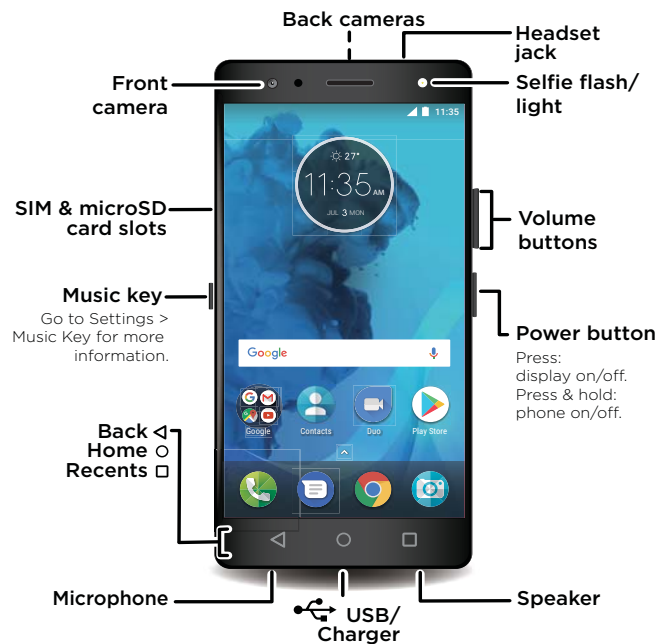 Back cameras
Headset
jack
Front
camera
Selfie flash/
light
11:35
27°
11:35 AM
JUL 3 MON
SIM & microSD
card slots
Volume
buttons
Music key
Go to Settings >
Music Key for more
information.
Power button
Press:
display on/off.
Press & hold:
phone on/off.
Google
G
Google
Contacts
Duo
Play Store
Back
Home
Recents
Microphone
USB/
Charger
Speaker